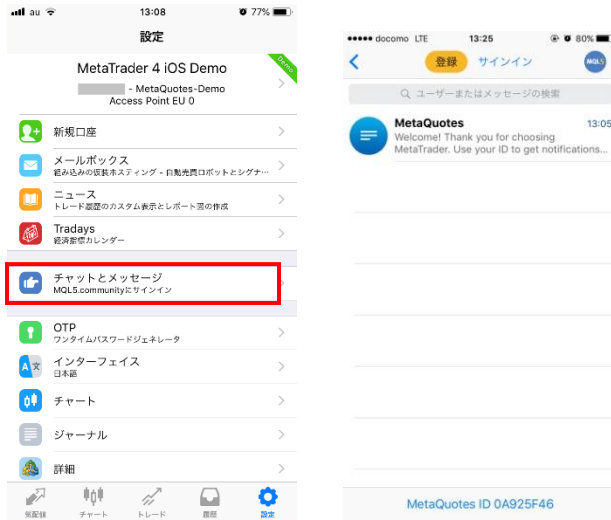 au
13:08
77%
設定
MetaTrader 4 iOS Demo
Demo
- MetaQuotes-Demo
Access Point EU 0
新規口座
メールボックス
組み込みの仮装ホスティング - 自動売買ロボットとシグナ…
ニュース
トレード履歴のカスタム表示とレポート図の作成
Tradays
経済指標カレンダー
チャットとメッセージ
MQL5.communityにサインイン
OTP
ワンタイムパスワードジェネレータ
インターフェイス
日本語
チャート
ジャーナル
詳細
気配値
チャート
トレード
履歴
設定
docomo LTE
13:25
80%
登録
サインイン
MQL5
ユーザーまたはメッセージの検索
MetaQuotes
13:05
Welcome! Thank you for choosing
MetaTrader. Use your ID to get notifications...
MetaQuotes ID 0A925F46